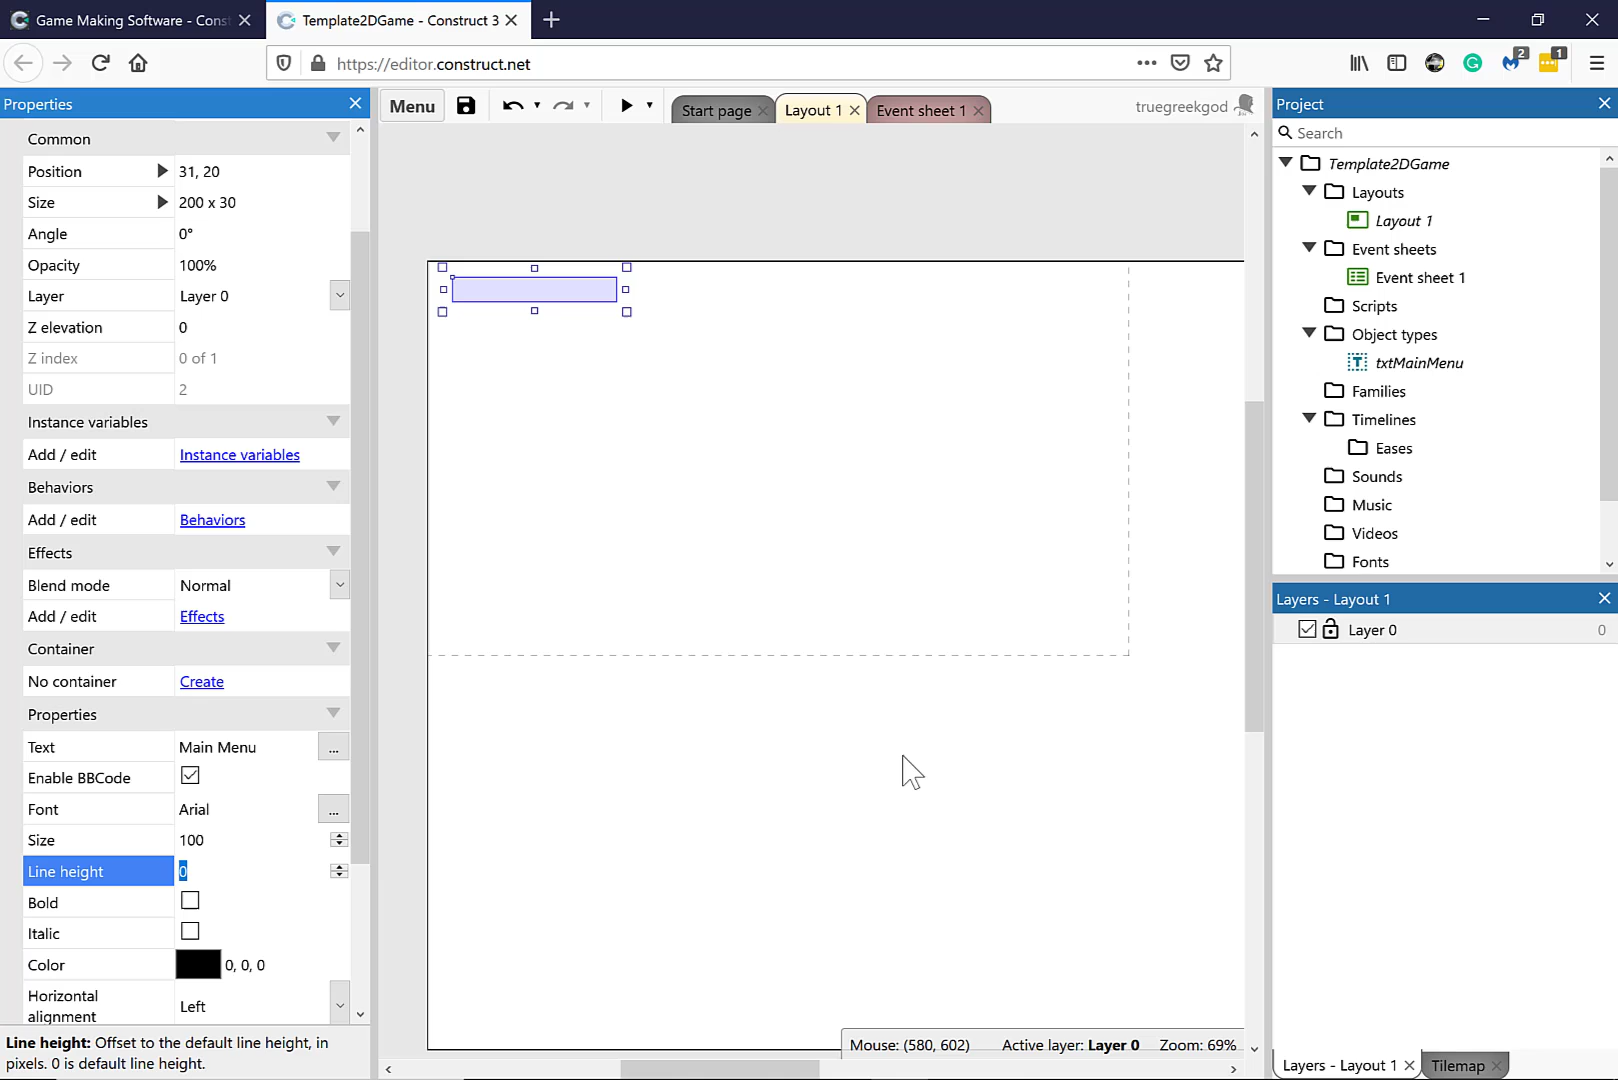 Game Making Software - Cons
Template2DGame - Construct 3
https://editor.construct.net
2
1
Properties
Menu
Start page
Layout 1
Event sheet 1
truegreekgod
Project
Search
Common
Position 31, 20
Size 200 x 30
Angle 0°
Opacity 100%
Layer Layer 0
Z elevation 0
Z index 0 of 1
UID 2
Instance variables
Add / edit Instance variables
Behaviors
Add / edit Behaviors
Effects
Blend mode Normal
Add / edit Effects
Container
No container Create
Properties
Text Main Menu ...
Enable BBCode
Font Arial ...
Size 100
Line height 0
Bold
Italic
Color 0, 0, 0
Horizontal alignment Left
Line height: Offset to the default line height, in
pixels. 0 is default line height.
Mouse: (580, 602) Active layer: Layer 0 Zoom: 69%
Template2DGame
Layouts
Layout 1
Event sheets
Event sheet 1
Scripts
Object types
T txtMainMenu
Families
Timelines
Eases
Sounds
Music
Videos
Fonts
Layers - Layout 1
Layer 0 0
Layers - Layout 1
Tilemap